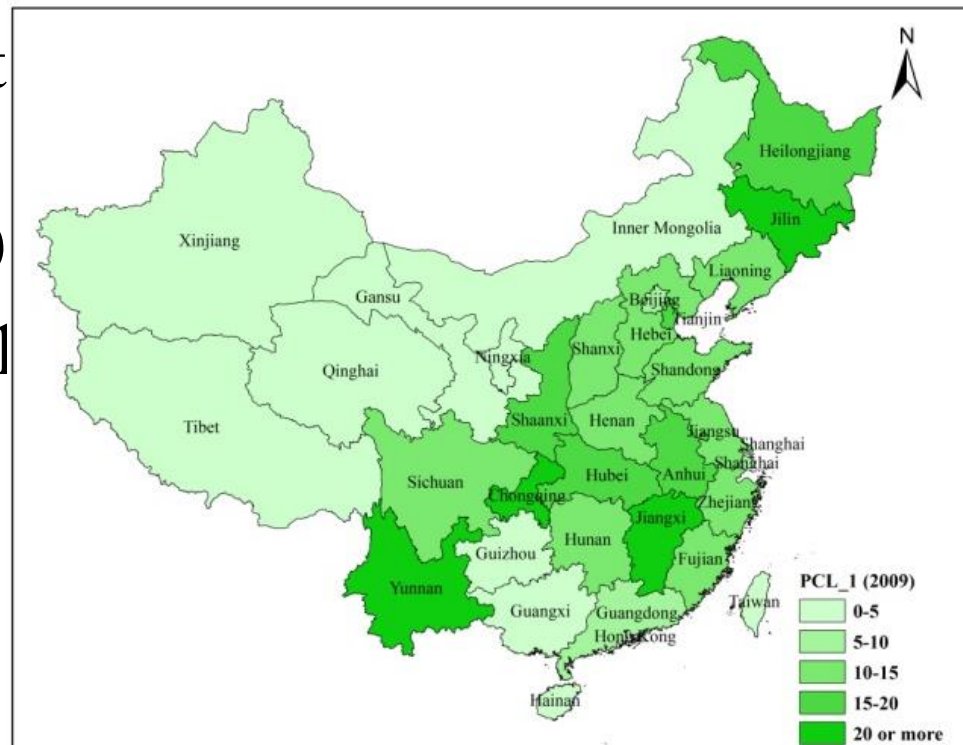 t
N
Heilongjiang
Jilin
Xinjiang
Inner Mongolia
Liaoning
Gansu
Beijing
Tianjin
Hebei
Shanxi
Ningxia
Qinghai
Shandong
Tibet
Shaanxi
Henan
Jiangsu
Shanghai
Shanghai
Sichuan
Hubei
Anhui
Chongqing
Zhejiang
Jiangxi
Hunan
Guizhou
Fujian
Yunnan
Guangxi
Guangdong
Hong Kong
Taiwan
Hainan
PCL_1 (2009)
0-5
5-10
10-15
15-20
20 or more